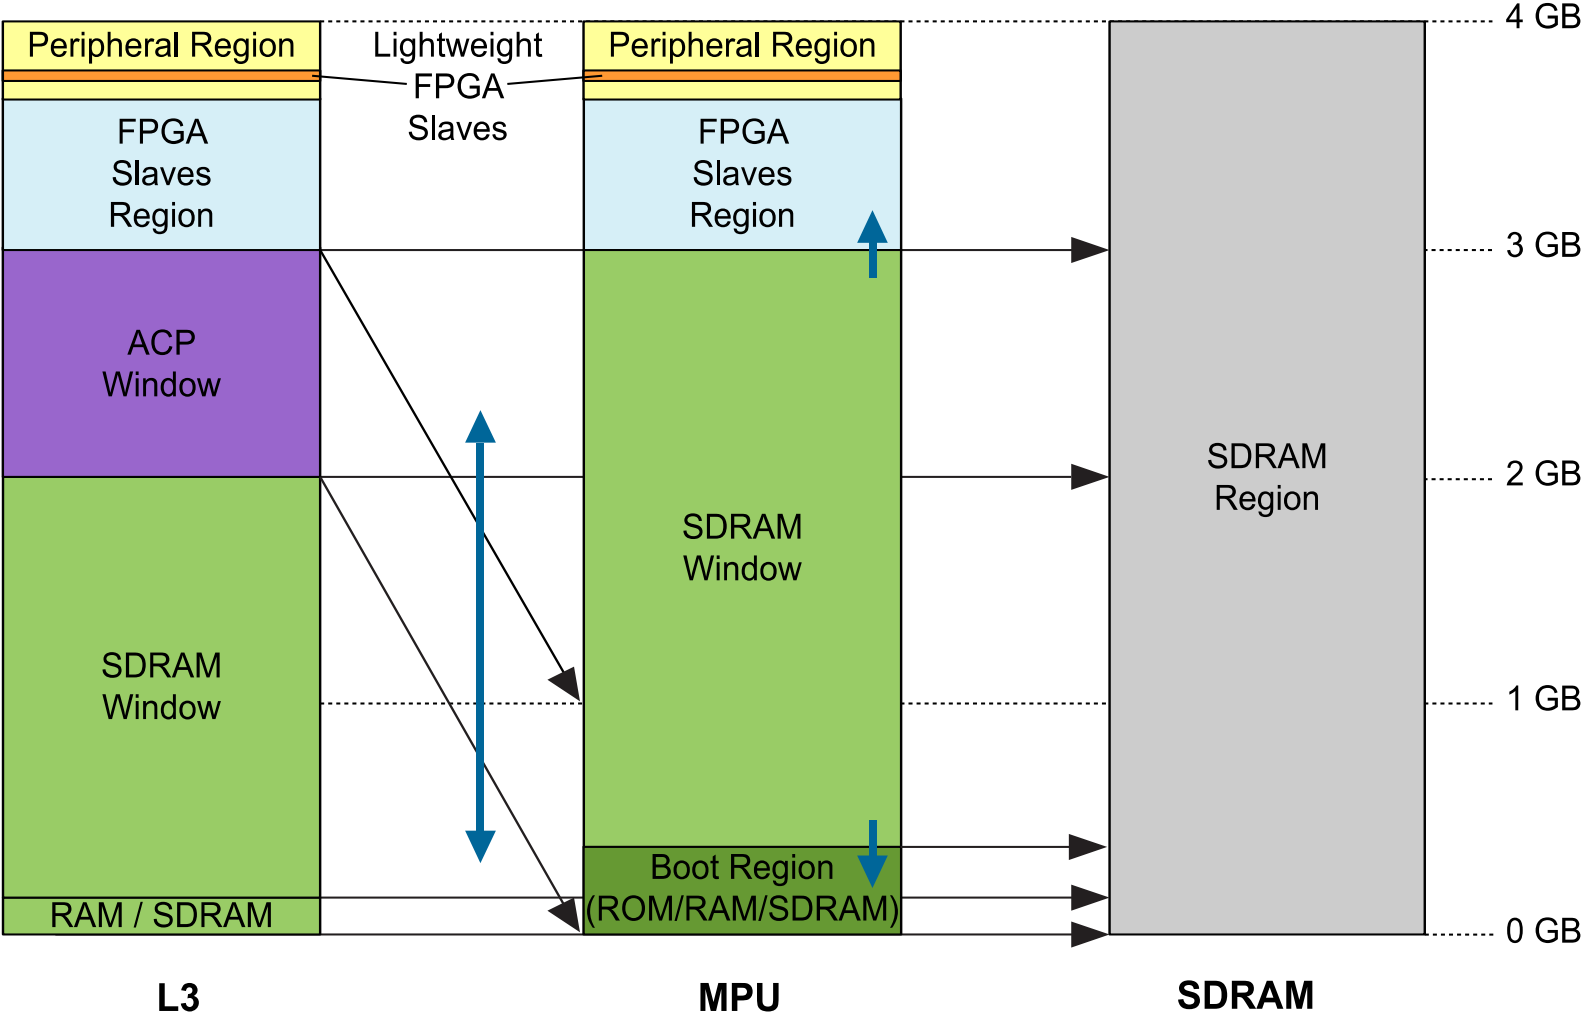 4 GB
Peripheral Region
Lightweight
FPGA
Slaves
Peripheral Region
FPGA
Slaves
Region
FPGA
Slaves
Region
3 GB
ACP
Window
SDRAM
Region
2 GB
SDRAM
Window
SDRAM
Window
1 GB
Boot Region
(ROM/RAM/SDRAM)
RAM / SDRAM
0 GB
L3
MPU
SDRAM